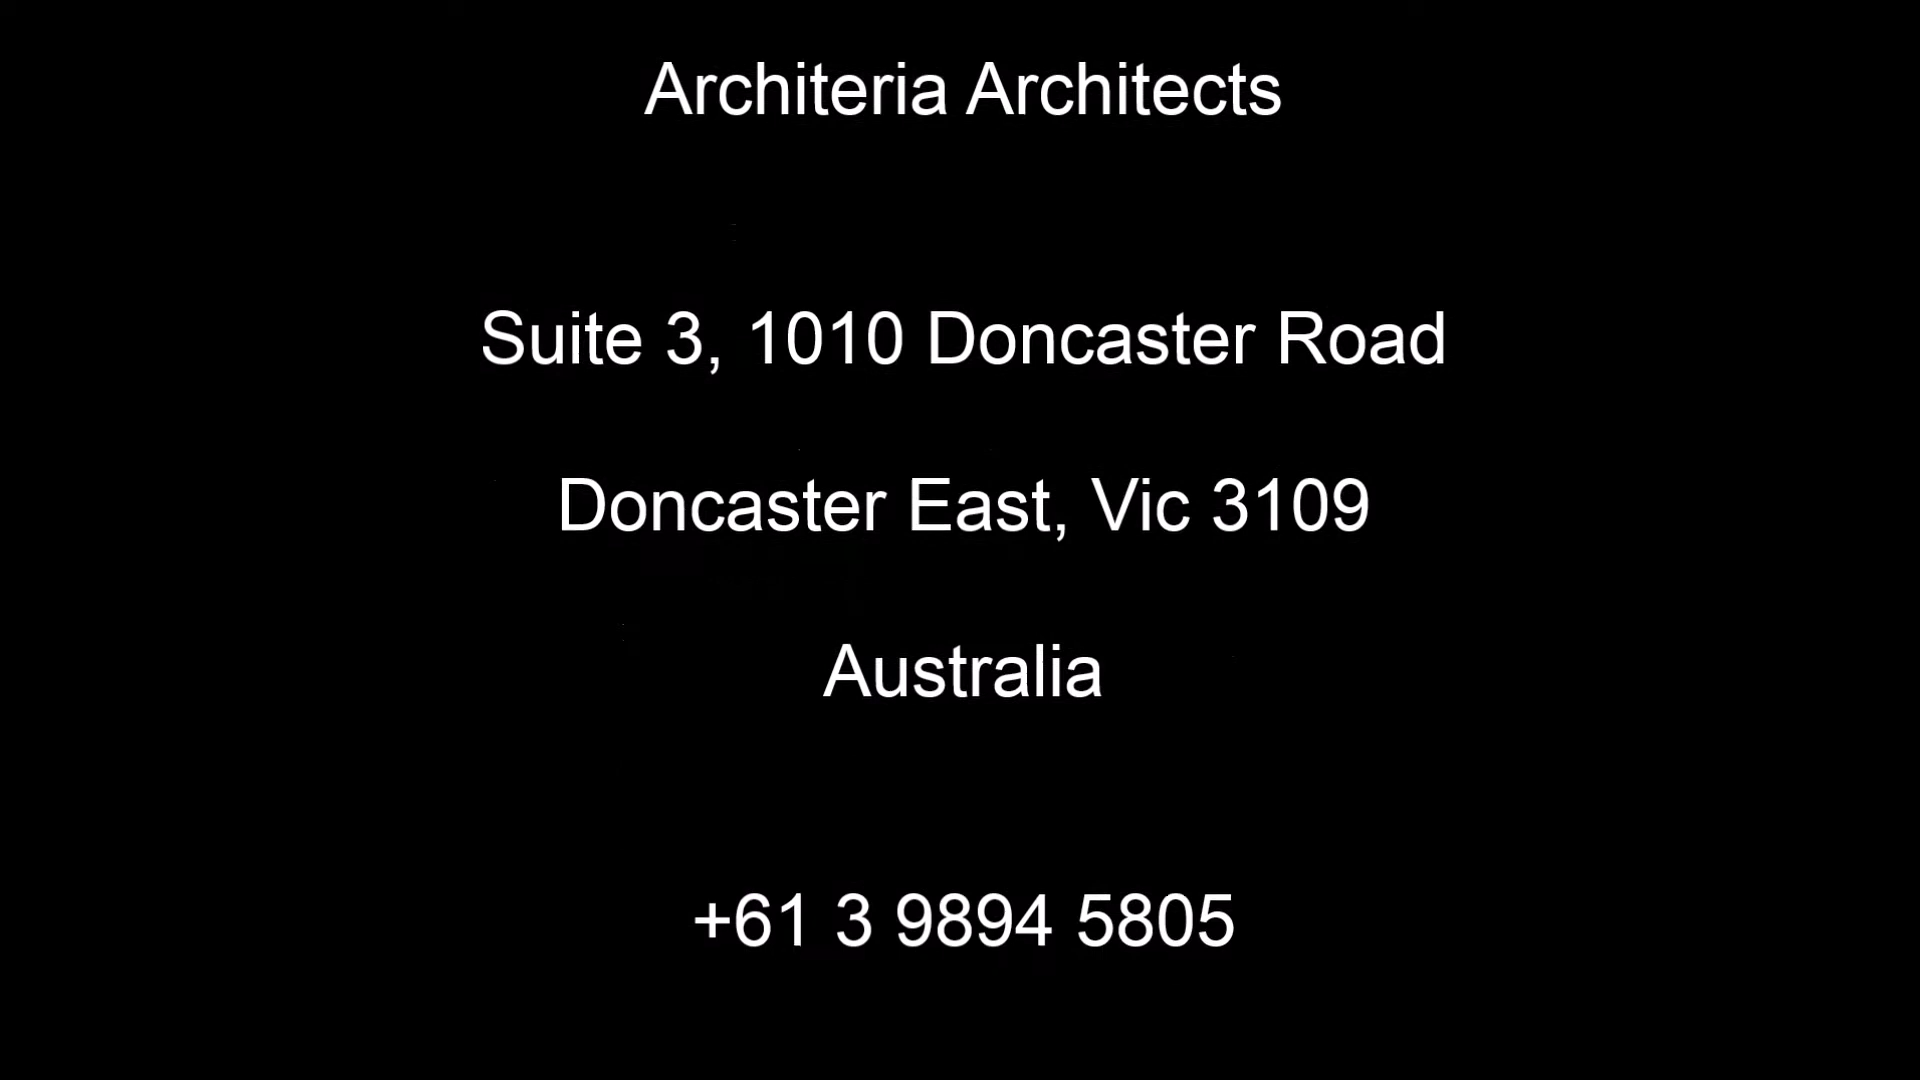 Architeria Architects
Suite 3, 1010 Doncaster Road
Doncaster East, Vic 3109
Australia
+61 3 9894 5805